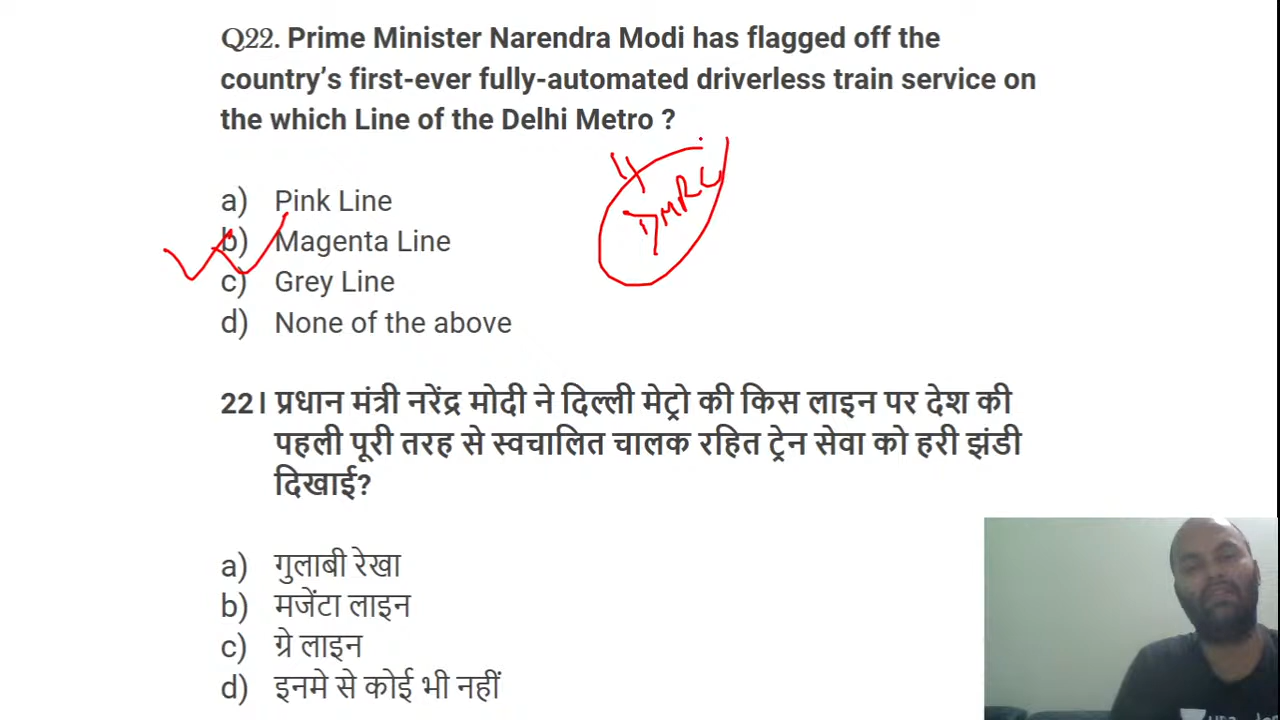 Q22. Prime Minister Narendra Modi has flagged off the
country's first-ever fully-automated driverless train service on
the which Line of the Delhi Metro ?
DMRC
a) Pink Line
b) Magenta Line
c) Grey Line
d) None of the above
22। प्रधान मंत्री नरेंद्र मोदी ने दिल्ली मेट्रो की किस लाइन पर देश की
पहली पूरी तरह से स्वचालित चालक रहित ट्रेन सेवा को हरी झंडी
दिखाई?
a) गुलाबी रेखा
b) मजेंटा लाइन
c) ग्रे लाइन
d) इनमे से कोई भी नहीं